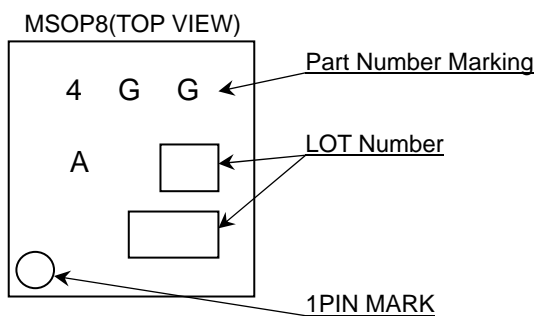 MSOP8(TOP VIEW)
4 G G
Part Number Marking
A
LOT Number
1PIN MARK